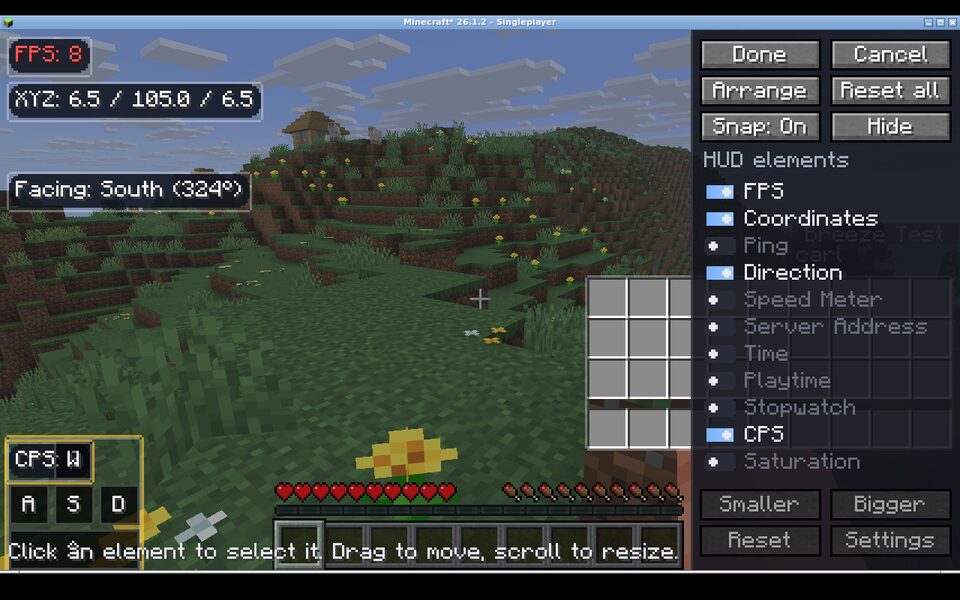 Minecraft* 26.1.2 - Singleplayer
FPS: 8
XYZ: 6.5 / 105.0 / 6.5
Facing: South (324°)
Done
Cancel
Arrange
Reset all
Snap: On
Hide
HUD elements
FPS
Coordinates
Ping
Direction
Speed Meter
Server Address
Time
Playtime
Stopwatch
CPS
Saturation
Smaller
Bigger
Reset
Settings
Breeze Test
carl
CPS W
A S D
Click an element to select it. Drag to move, scroll to resize.